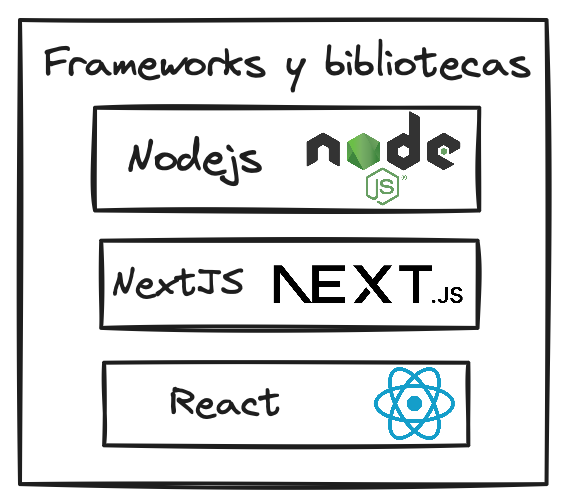 Frameworks y bibliotecas
Nodejs
node
JS
NextJS
NEXT.JS
React